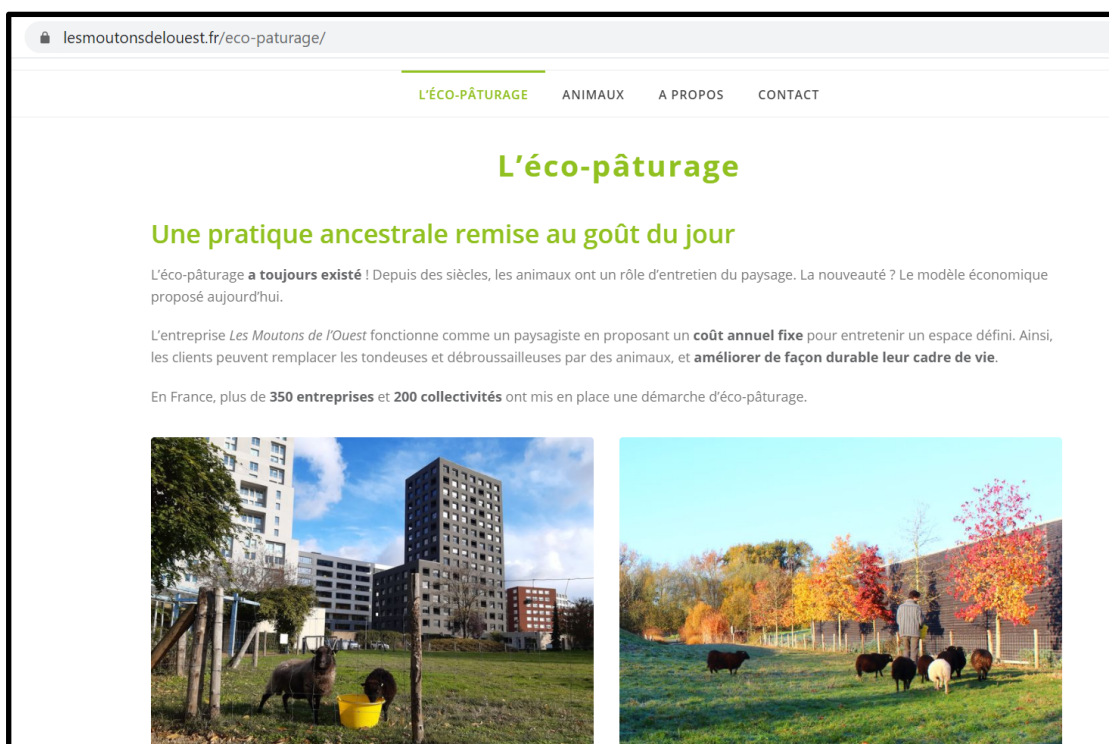 lesmoutonsdelouest.fr/eco-paturage/
L'ÉCO-PÂTURAGE ANIMAUX A PROPOS CONTACT
L’éco-pâturage
Une pratique ancestrale remise au goût du jour
L’éco-pâturage a toujours existé ! Depuis des siècles, les animaux ont un rôle d’entretien du paysage. La nouveauté ? Le modèle économique
proposé aujourd’hui.
L’entreprise Les Moutons de l’Ouest fonctionne comme un paysagiste en proposant un coût annuel fixe pour entretenir un espace défini. Ainsi,
les clients peuvent remplacer les tondeuses et débroussailleuses par des animaux, et améliorer de façon durable leur cadre de vie.
En France, plus de 350 entreprises et 200 collectivités ont mis en place une démarche d’éco-pâturage.